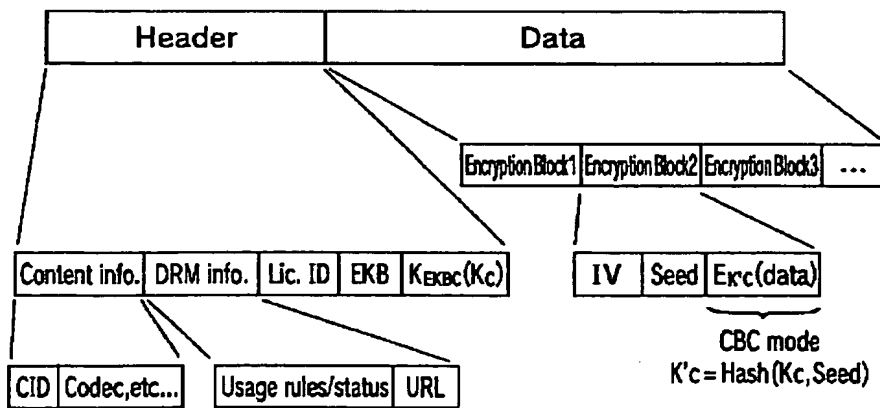 Header Data
Encryption Block1 Encryption Block2 Encryption Block3 ...
Content info. DRM info. Lic. ID EKB KEKBC(Kc) IV Seed EK'c(data)
CBC mode
K'c=Hash(Kc,Seed)
CID Codec,etc... Usage rules/status URL